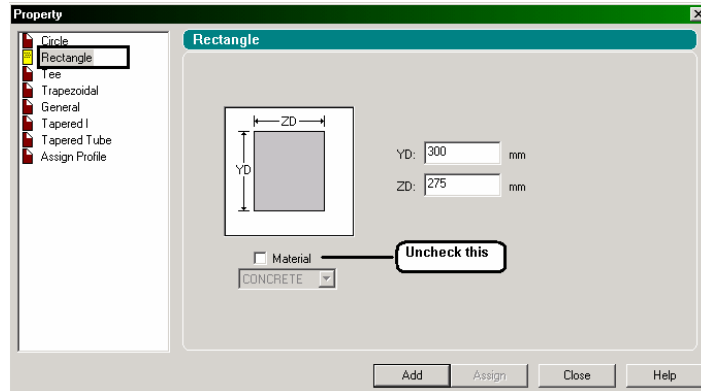 Property
Circle
Rectangle
Tee
Trapezoidal
General
Tapered I
Tapered Tube
Assign Profile
Rectangle
ZD
YD
YD: 300 mm
ZD: 275 mm
Material
Uncheck this
CONCRETE
Add Assign Close Help